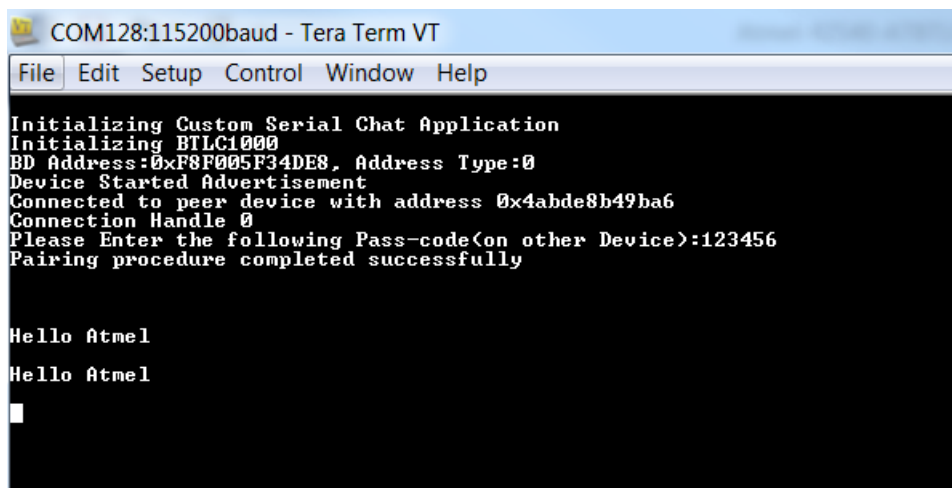 COM128:115200baud - Tera Term VT
File Edit Setup Control Window Help
Initializing Custom Serial Chat Application
Initializing BTLC1000
BD Address:0xF8F005F34DE8, Address Type:0
Device Started Advertisement
Connected to peer device with address 0x4abde8b49ba6
Connection Handle 0
Please Enter the following Pass-code(on other Device):123456
Pairing procedure completed successfully
Hello Atmel
Hello Atmel